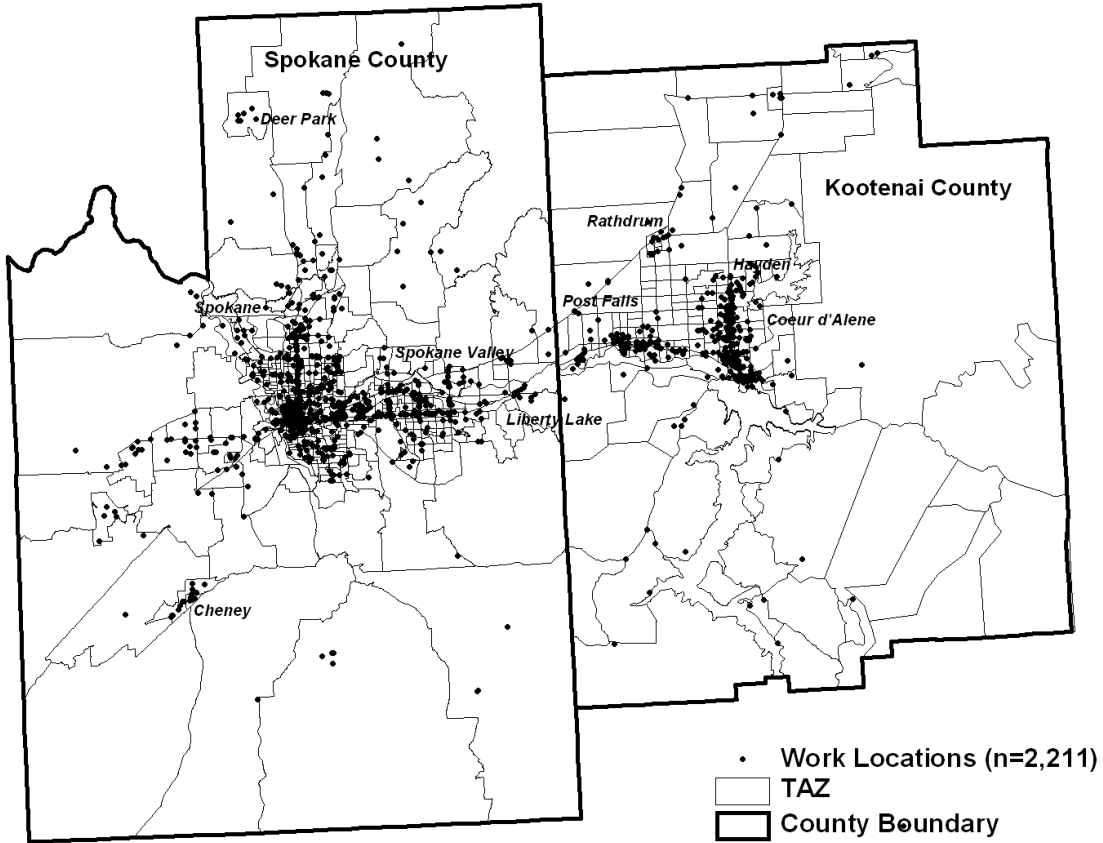 Spokane County
Deer Park
Kootenai County
Rathdrum
Hayden
Post Falls
Spokane
Coeur d'Alene
Spokane Valley
Liberty Lake
Cheney
Work Locations (n=2,211)
TAZ
County Boundary